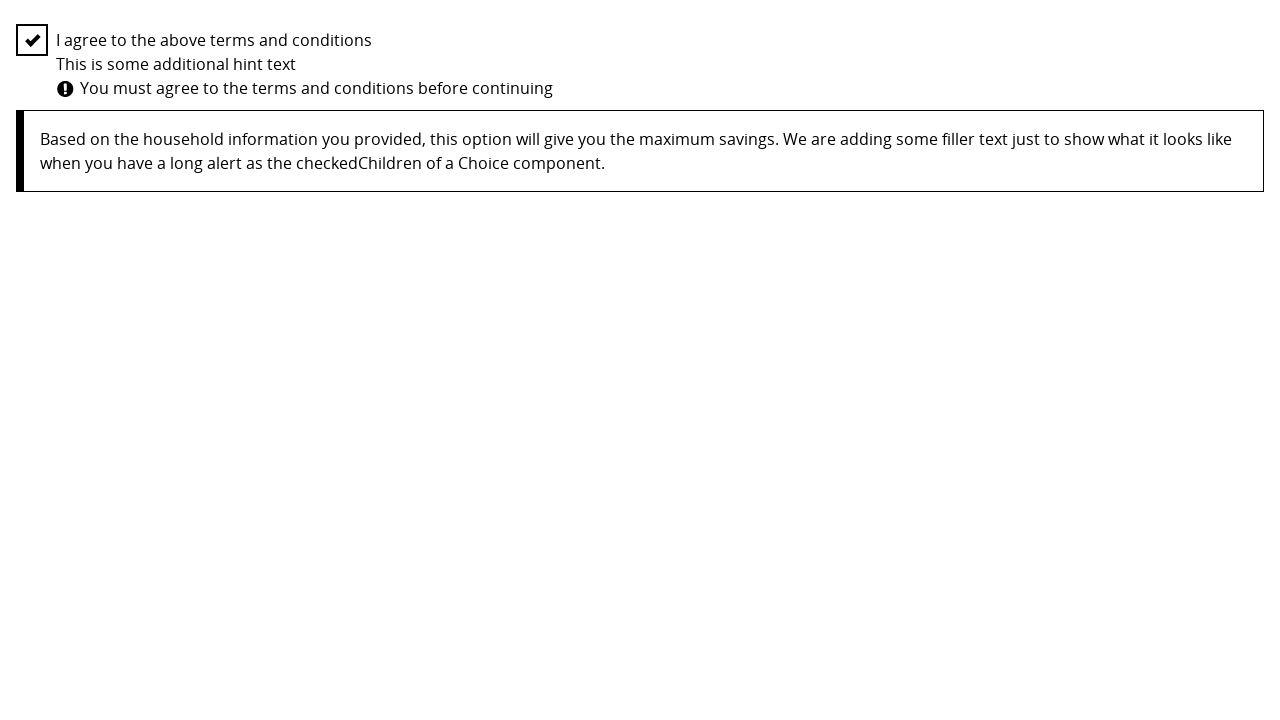 I agree to the above terms and conditions
This is some additional hint text
You must agree to the terms and conditions before continuing
Based on the household information you provided, this option will give you the maximum savings. We are adding some filler text just to show what it looks like
when you have a long alert as the checkedChildren of a Choice component.